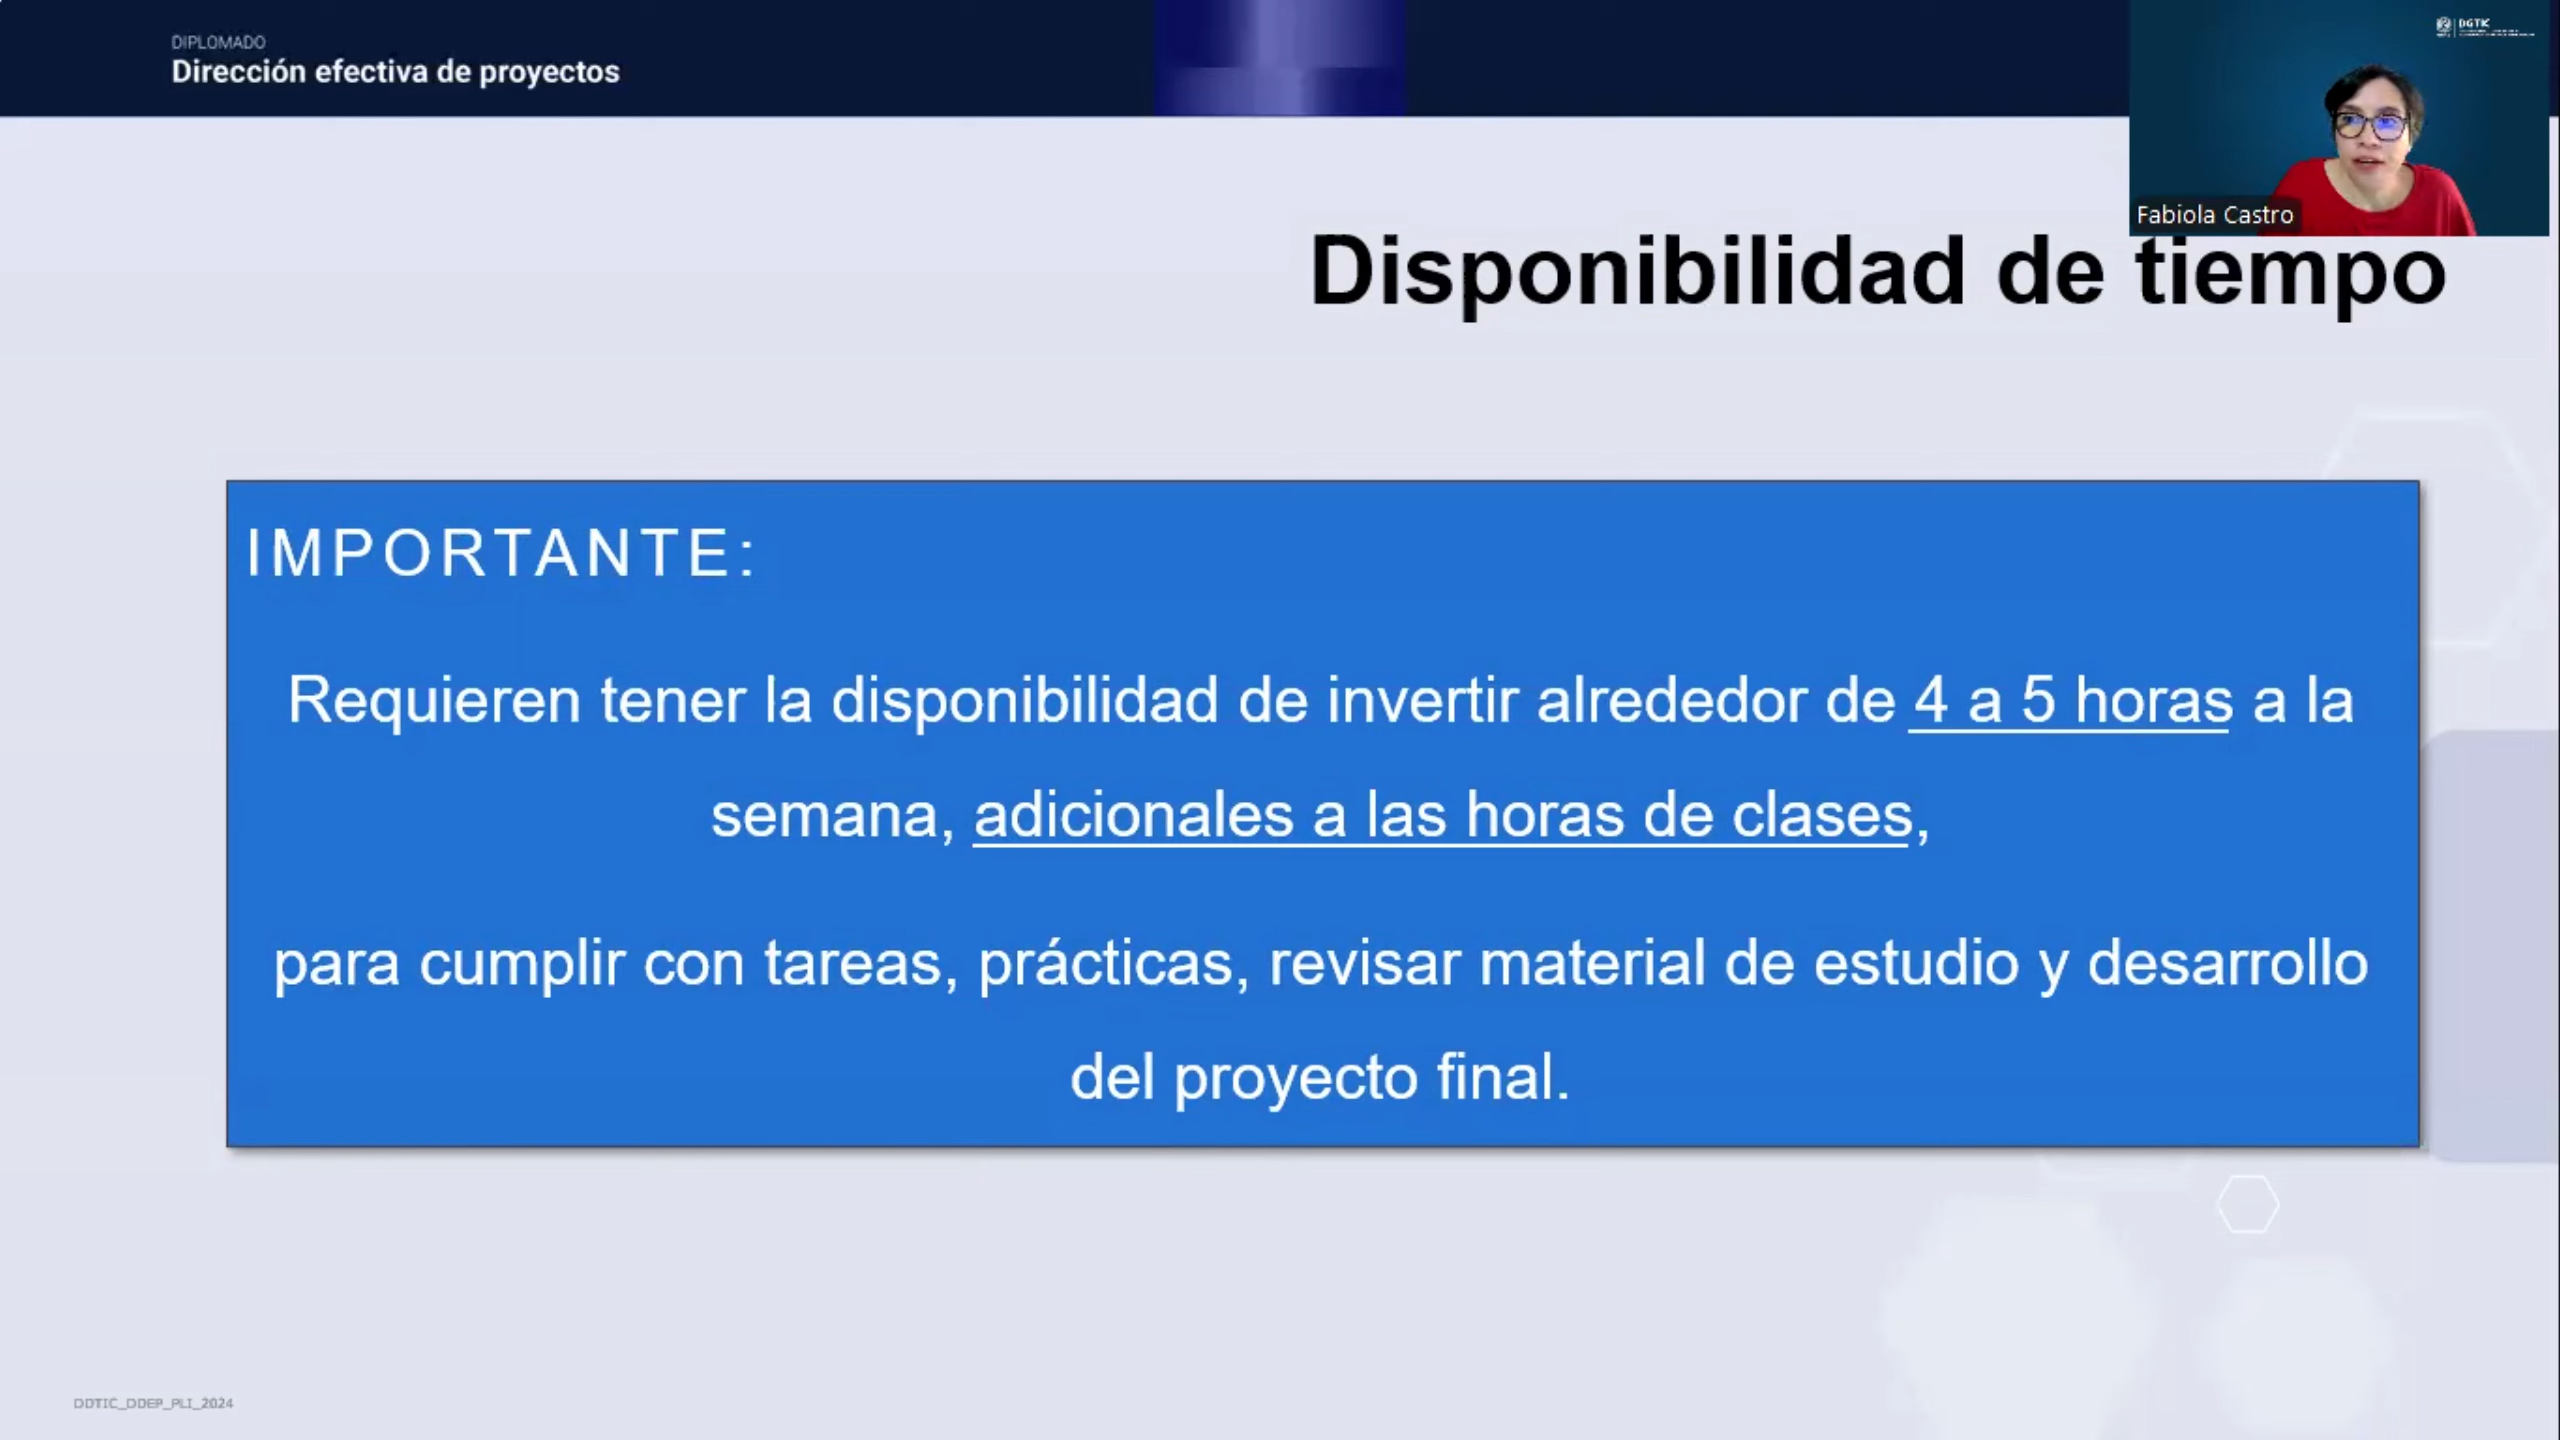 DIPLOMADO
Dirección efectiva de proyectos
DGTIC
Fabiola Castro
Disponibilidad de tiempo
IMPORTANTE:
Requieren tener la disponibilidad de invertir alrededor de 4 a 5 horas a la
semana, adicionales a las horas de clases,
para cumplir con tareas, prácticas, revisar material de estudio y desarrollo
del proyecto final.
DDTIC_DDEP_PLI_2024